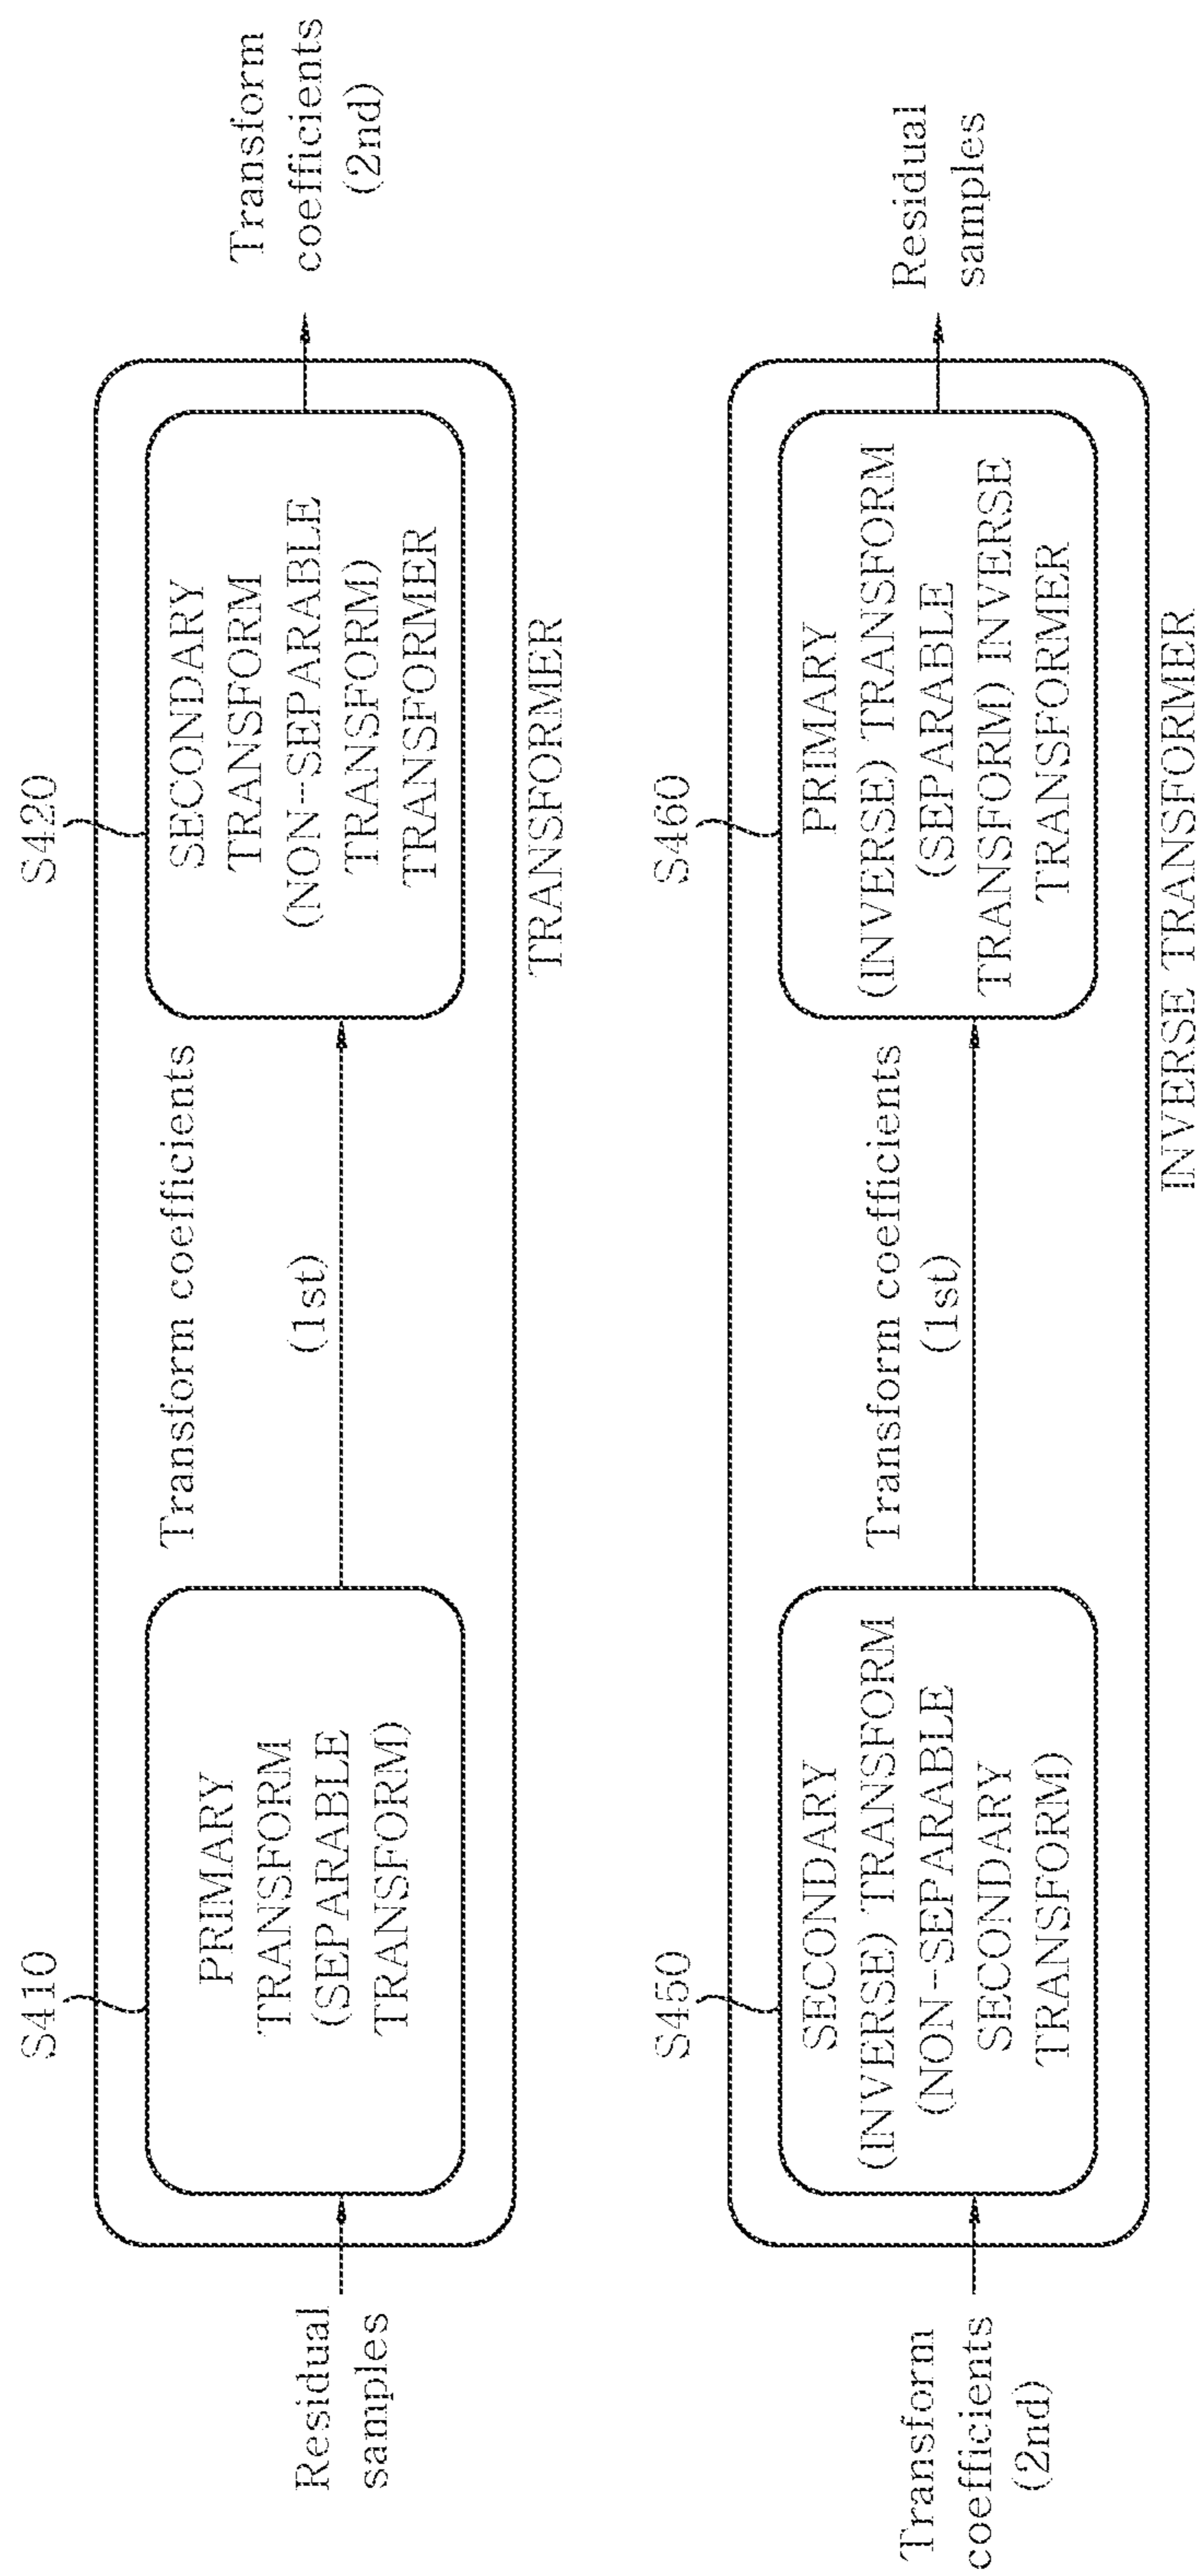 S410
S420
Residual
samples
PRIMARY
TRANSFORM
(SEPARABLE
TRANSFORM)
Transform coefficients
(1st)
SECONDARY
TRANSFORM
(NON-SEPARABLE
TRANSFORM)
TRANSFORMER
Transform
coefficients
(2nd)
TRANSFORMER
S450
S460
Transform
coefficients
(2nd)
SECONDARY
(INVERSE) TRANSFORM
(NON-SEPARABLE
SECONDARY
TRANSFORM)
Transform coefficients
(1st)
PRIMARY
(INVERSE) TRANSFORM
(SEPARABLE
TRANSFORM) INVERSE
TRANSFORMER
Residual
samples
INVERSE TRANSFORMER